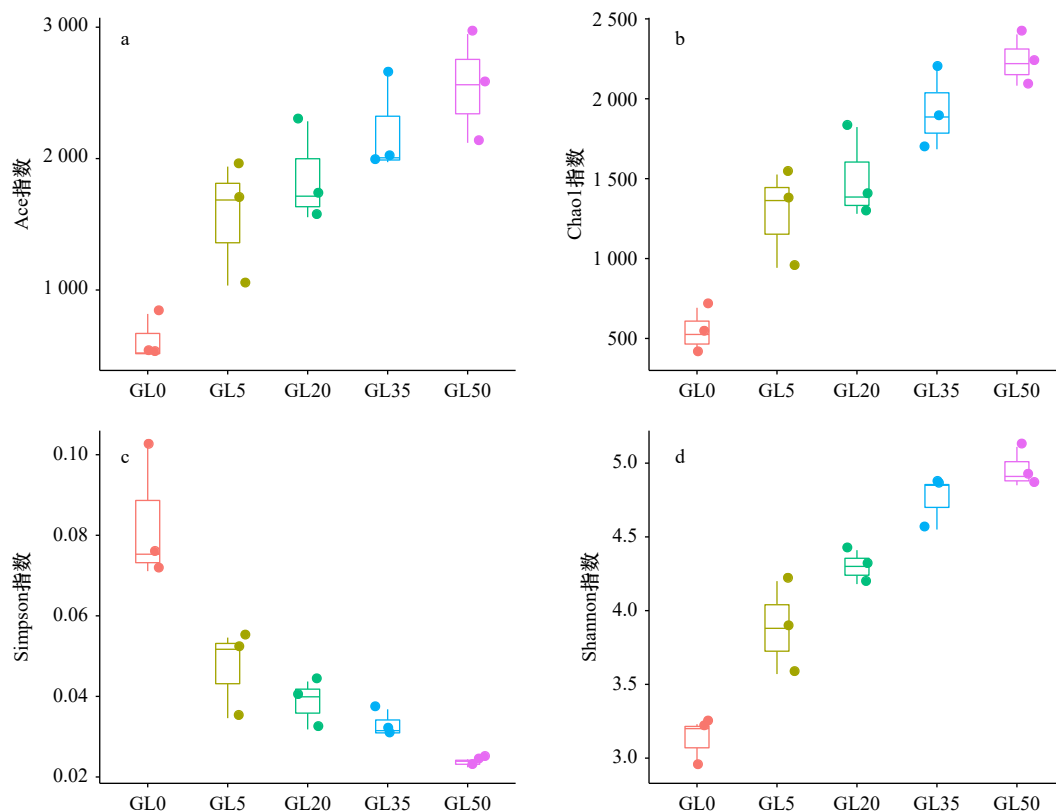 3 000
a
2 000
Ace指数
1 000
GL0 GL5 GL20 GL35 GL50
2 500
b
2 000
1 500
Chao1指数
1 000
500
GL0 GL5 GL20 GL35 GL50
0.10
c
0.08
Simpson指数
0.06
0.04
0.02
GL0 GL5 GL20 GL35 GL50
5.0
d
4.5
Shannon指数
4.0
3.5
3.0
GL0 GL5 GL20 GL35 GL50